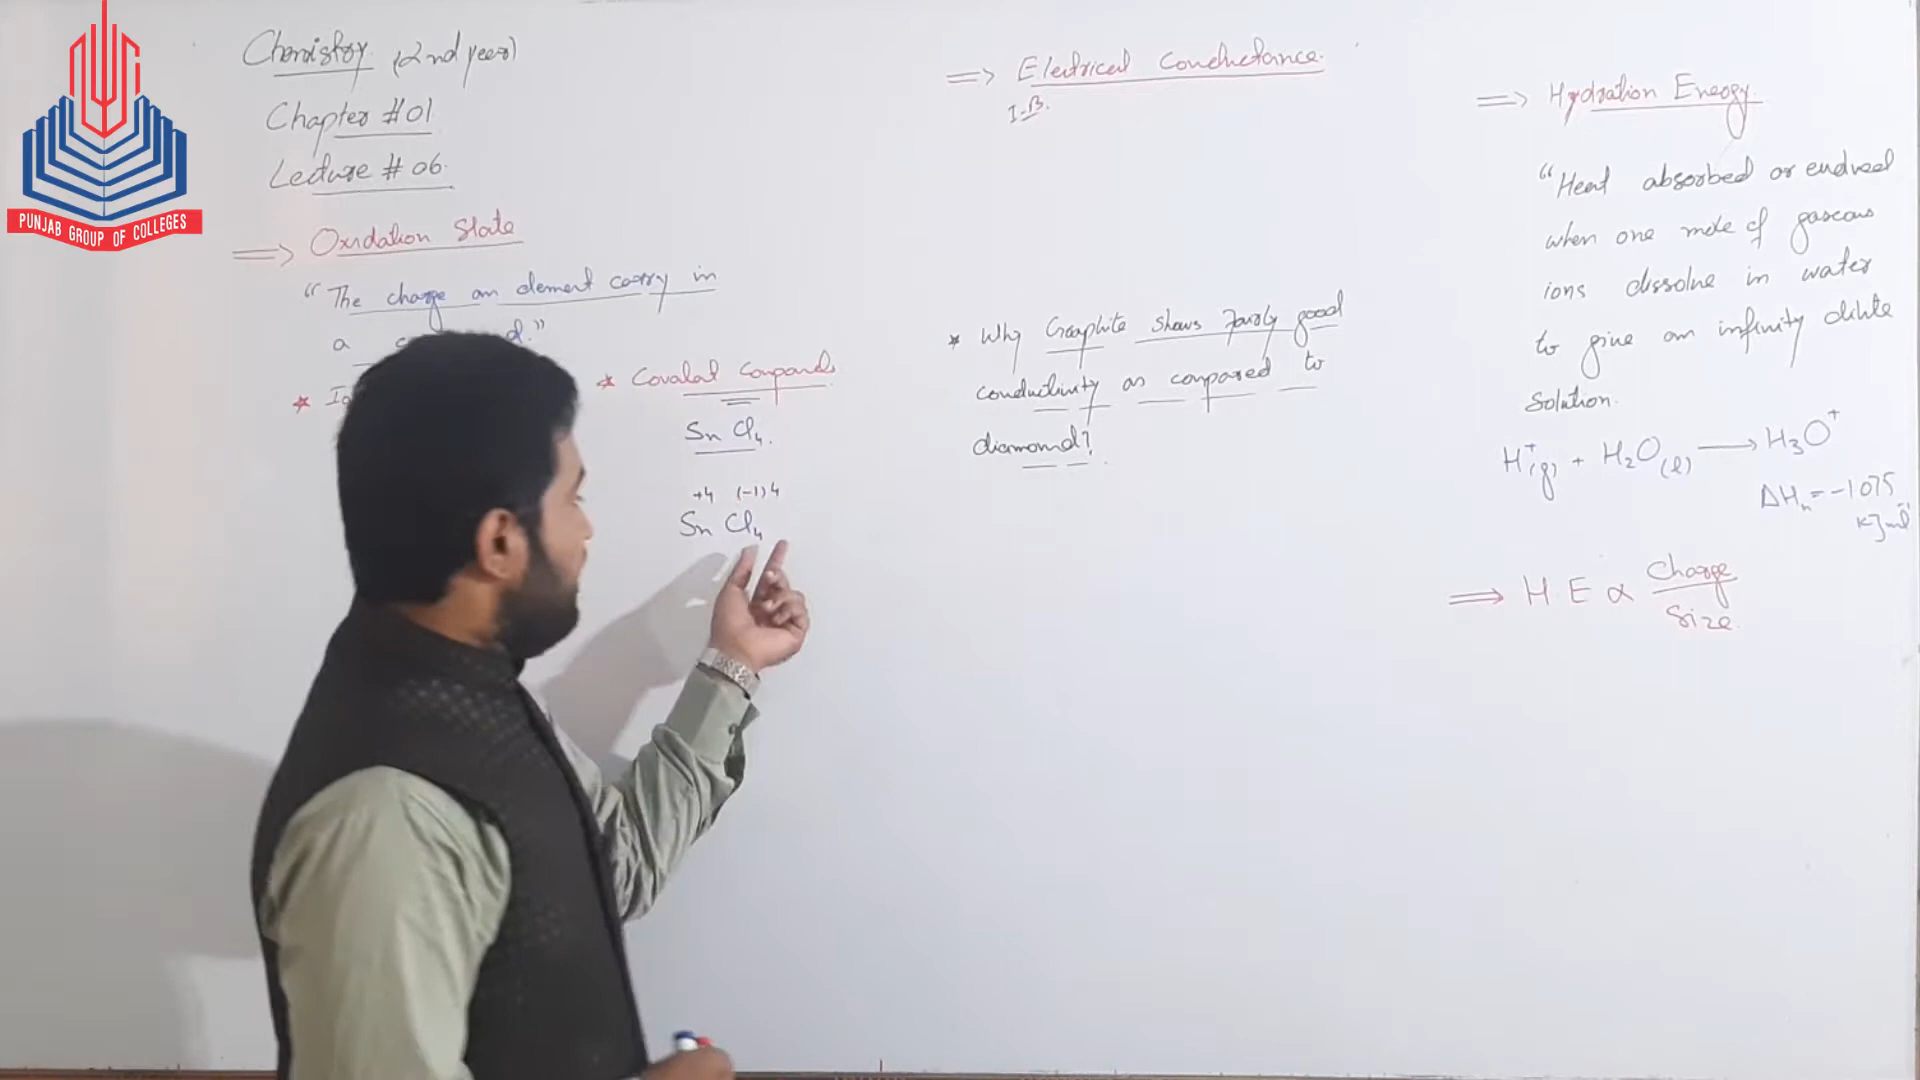 PUNJAB GROUP OF COLLEGES
Chemistry (2nd year)
Chapter #01
Lecture # 06.
=> Oxidation State
"The charge an element carry in
a
d."
* Covalent Compounds
SnCl₄.
+4 (-1)4
SnCl₄
=> Electrical Conductance.
I-B.
* Why Graphite shows fairly good
conductivity as compared to
diamond?
=> Hydration Energy
"Heat absorbed or evolved
when one mole of gaseous
ions dissolve in water
to give an infinity dilute
Solution.
H⁺(g) + H₂O(l) → H₃O⁺
ΔHₕ = -1075
kJmol⁻¹
=> H.E ∝ Charge
Size.